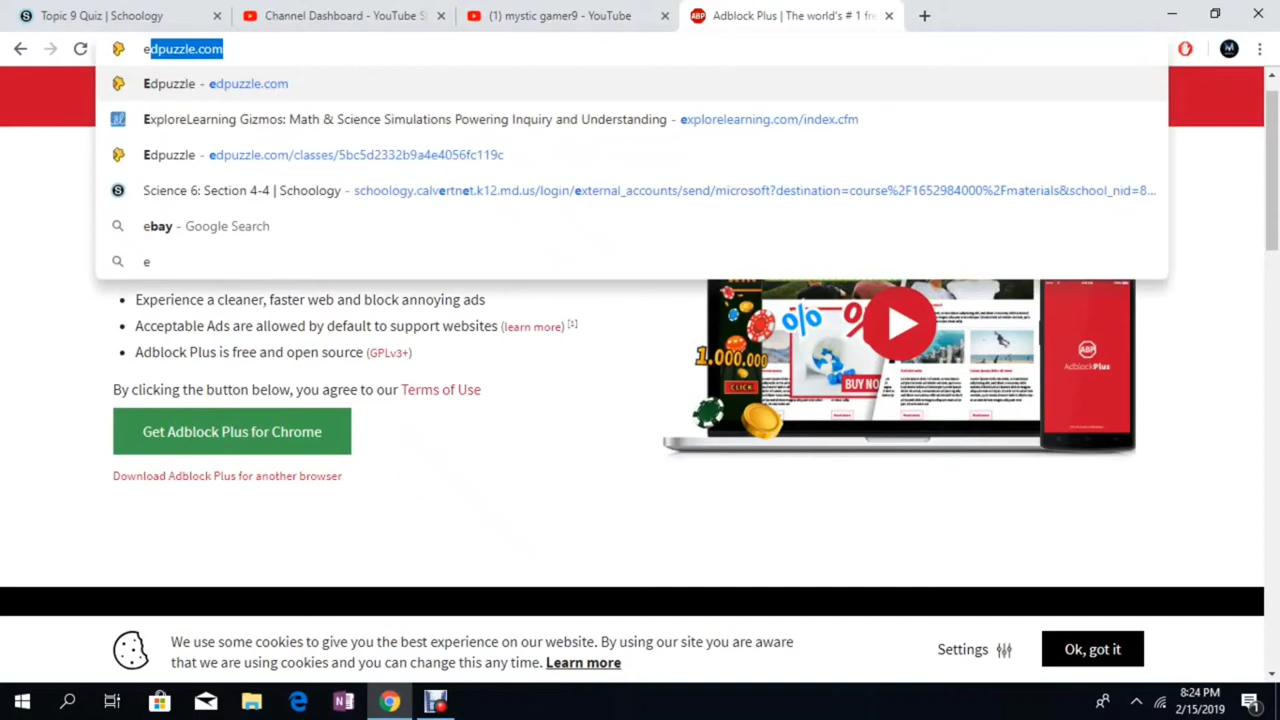 Topic 9 Quiz | Schoology
Channel Dashboard - YouTube S
(1) mystic gamer9 - YouTube
ABP
Adblock Plus | The world's # 1 fre
edpuzzle.com
M
Edpuzzle - edpuzzle.com
ExploreLearning Gizmos: Math & Science Simulations Powering Inquiry and Understanding - explorelearning.com/index.cfm
Edpuzzle - edpuzzle.com/classes/5bc5d2332b9a4e4056fc119c
Science 6: Section 4-4 | Schoology - schoology.calvertnet.k12.md.us/login/external_accounts/send/microsoft?destination=course%2F1652984000%2Fmaterials&school_nid=8...
ebay - Google Search
e
Experience a cleaner, faster web and block annoying ads
Acceptable Ads are allowed by default to support websites (learn more) [1]
Adblock Plus is free and open source (GPLv3+)
By clicking the button below, you agree to our Terms of Use
Get Adblock Plus for Chrome
Download Adblock Plus for another browser
%
1.000.000
CLICK
BUY NO
ABP
AdblockPlus
We use some cookies to give you the best experience on our website. By using our site you are aware
that we are using cookies and you can change this any time. Learn more
Settings
Ok, got it
8:24 PM
2/15/2019
1